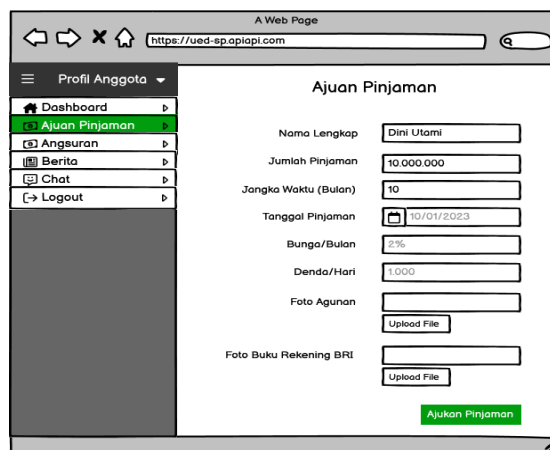 A Web Page
https://ued-sp.apiapi.com
Profil Anggota
Dashboard
Ajuan Pinjaman
Angsuran
Berita
Chat
Logout
Ajuan Pinjaman
Nama Lengkap Dini Utami
Jumlah Pinjaman 10.000.000
Jangka Waktu (Bulan) 10
Tanggal Pinjaman 10/01/2023
Bunga/Bulan 2%
Denda/Hari 1.000
Foto Agunan
Upload File
Foto Buku Rekening BRI
Upload File
Ajukan Pinjaman